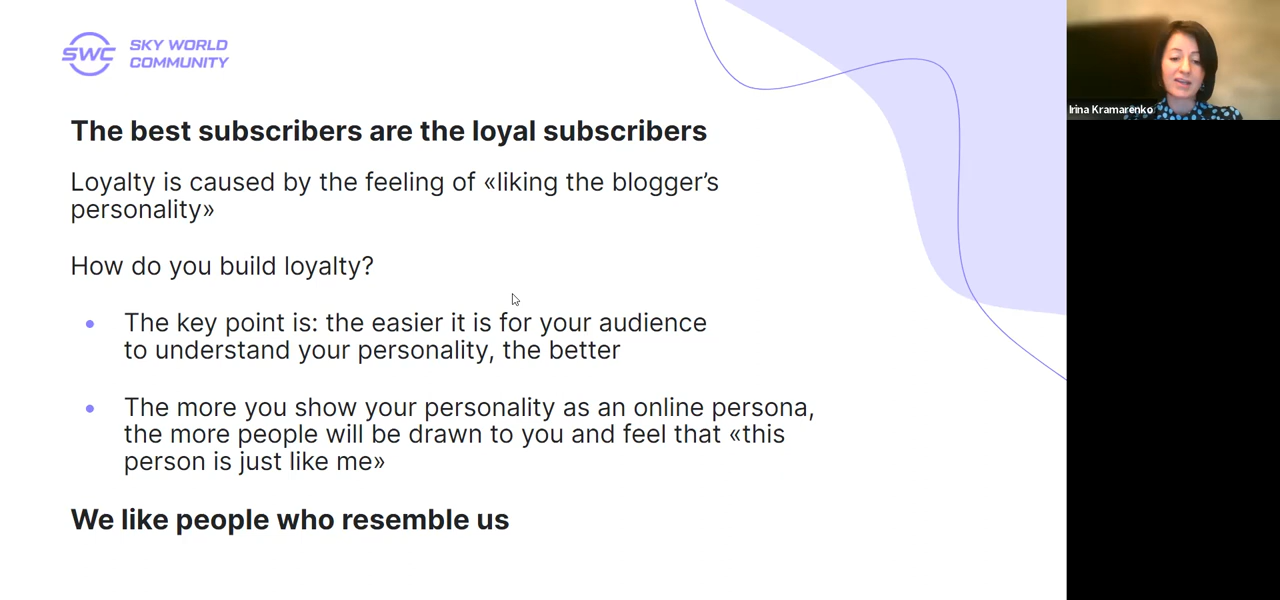 SWC
SKY WORLD
COMMUNITY
Irina Kramarenko
The best subscribers are the loyal subscribers
Loyalty is caused by the feeling of «liking the blogger’s
personality»
How do you build loyalty?
• The key point is: the easier it is for your audience
to understand your personality, the better
• The more you show your personality as an online persona,
the more people will be drawn to you and feel that «this
person is just like me»
We like people who resemble us